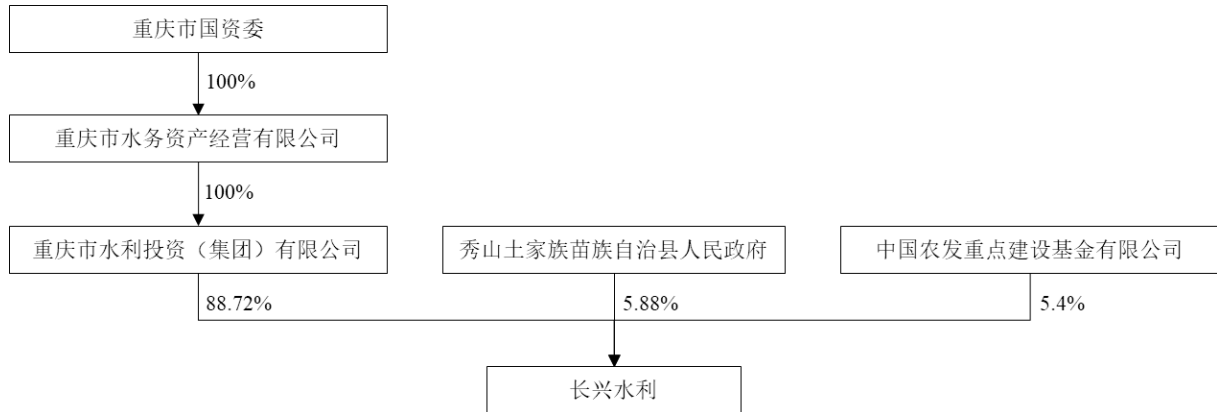 重庆市国资委
100%
重庆市水务资产经营有限公司
100%
重庆市水利投资（集团）有限公司
秀山土家族苗族自治县人民政府
中国农发重点建设基金有限公司
88.72%
5.88%
5.4%
长兴水利